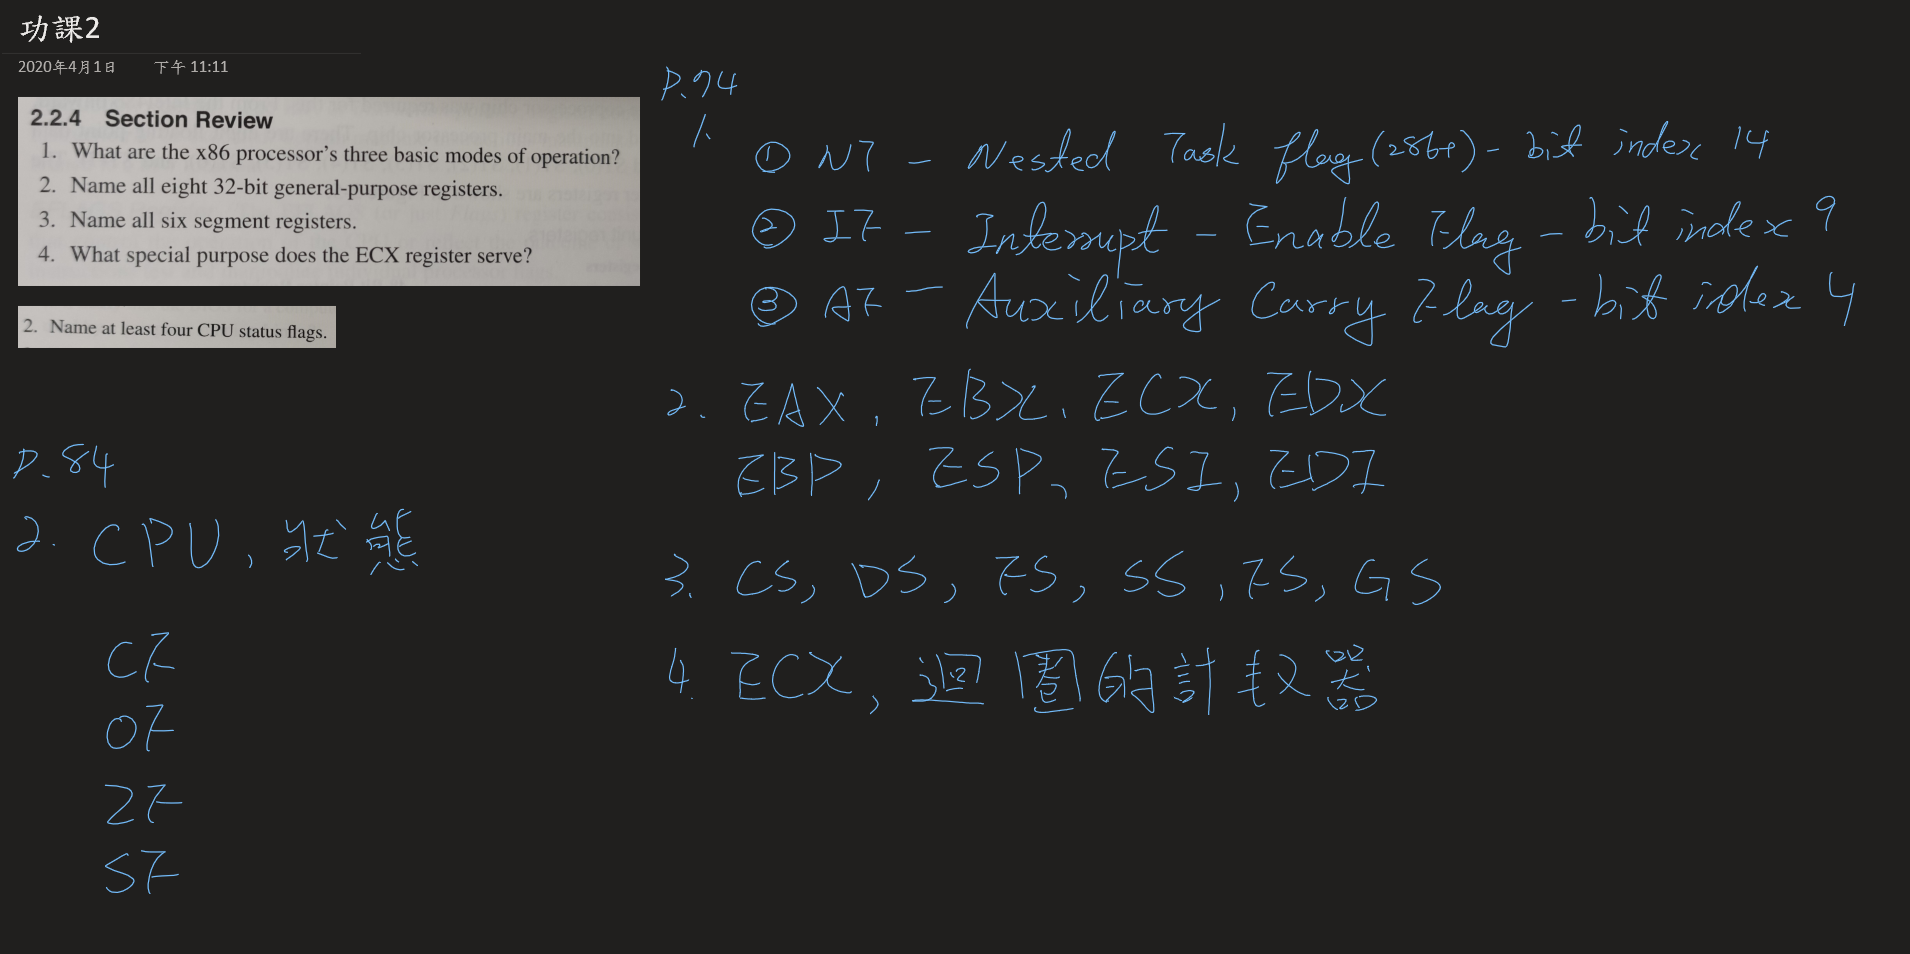 功課2
2020年4月1日 下午 11:11
2.2.4 Section Review
1. What are the x86 processor's three basic modes of operation?
2. Name all eight 32-bit general-purpose registers.
3. Name all six segment registers.
4. What special purpose does the ECX register serve?
2. Name at least four CPU status flags.
P.84
2. CPU, 狀態
CF
OF
ZF
SF
P.94
1.
① NT - Nested Task flag (286+) - bit index 14
② IF - Interrupt - Enable Flag - bit index 9
③ AF - Auxiliary Carry Flag - bit index 4
2. EAX, EBX、ECX, EDX
EBP, ESP、ESI, EDI
3. CS, DS, ES, SS, FS, GS
4. ECX, 迴圈的計器